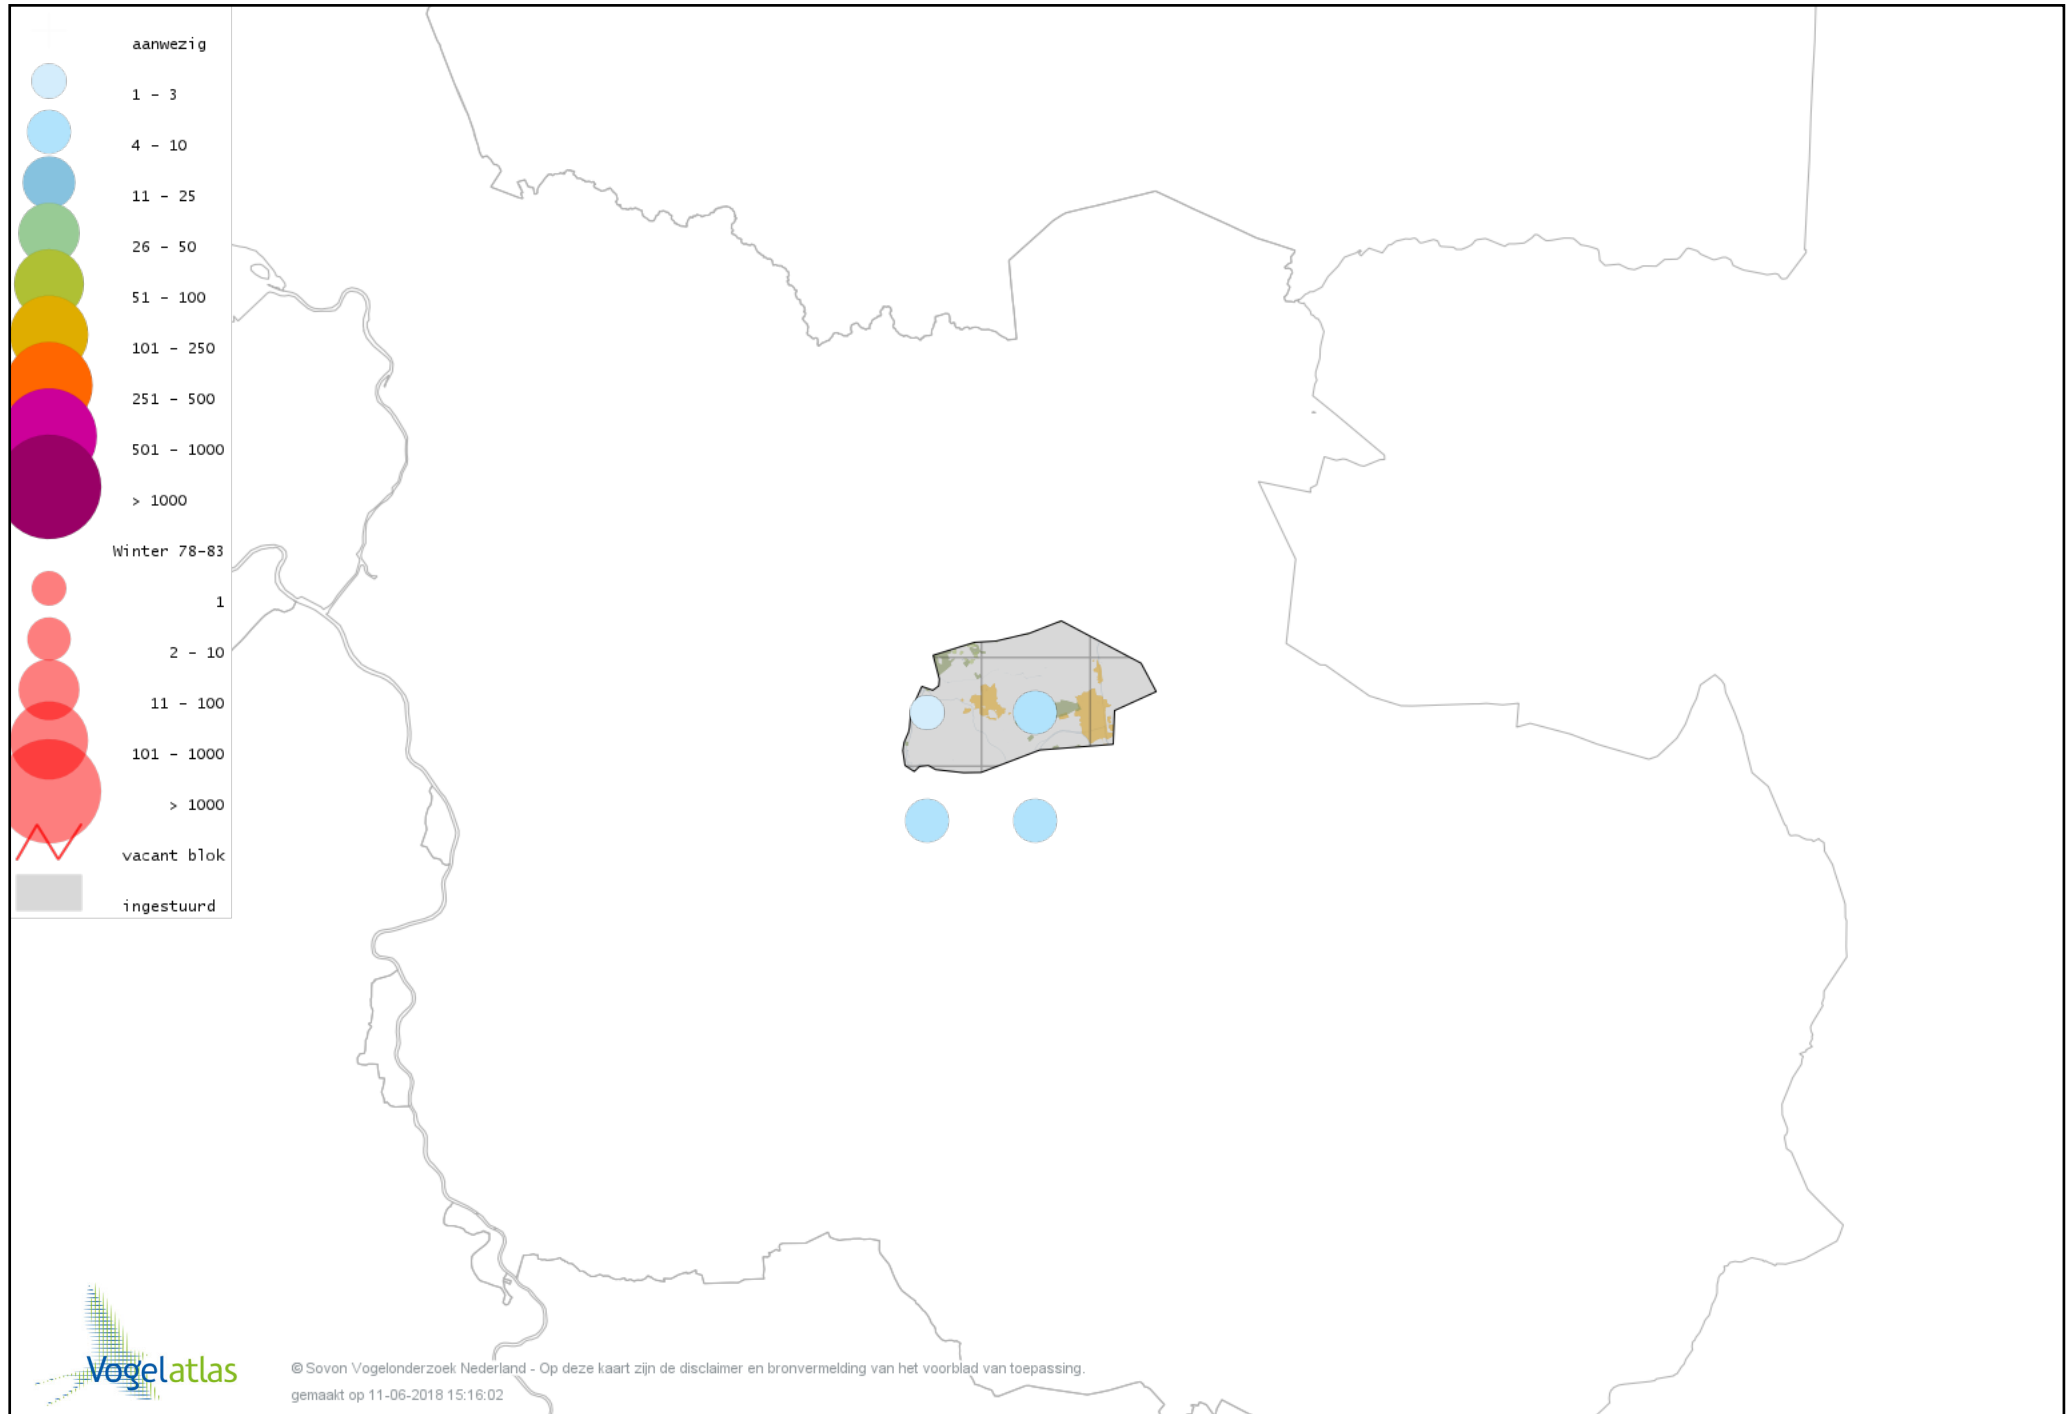 aanwezig
1 - 3
4 - 10
11 - 25
26 - 50
51 - 100
101 - 250
251 - 500
501 - 1000
> 1000
Winter 78-83
1
2 - 10
11 - 100
101 - 1000
> 1000
vacant blok
ingestuurd
Vogelatlas
© Sovon Vogelonderzoek Nederland - Op deze kaart zijn de disclaimer en bronvermelding van het voorblad van toepassing.
gemaakt op 11-06-2018 15:16:02